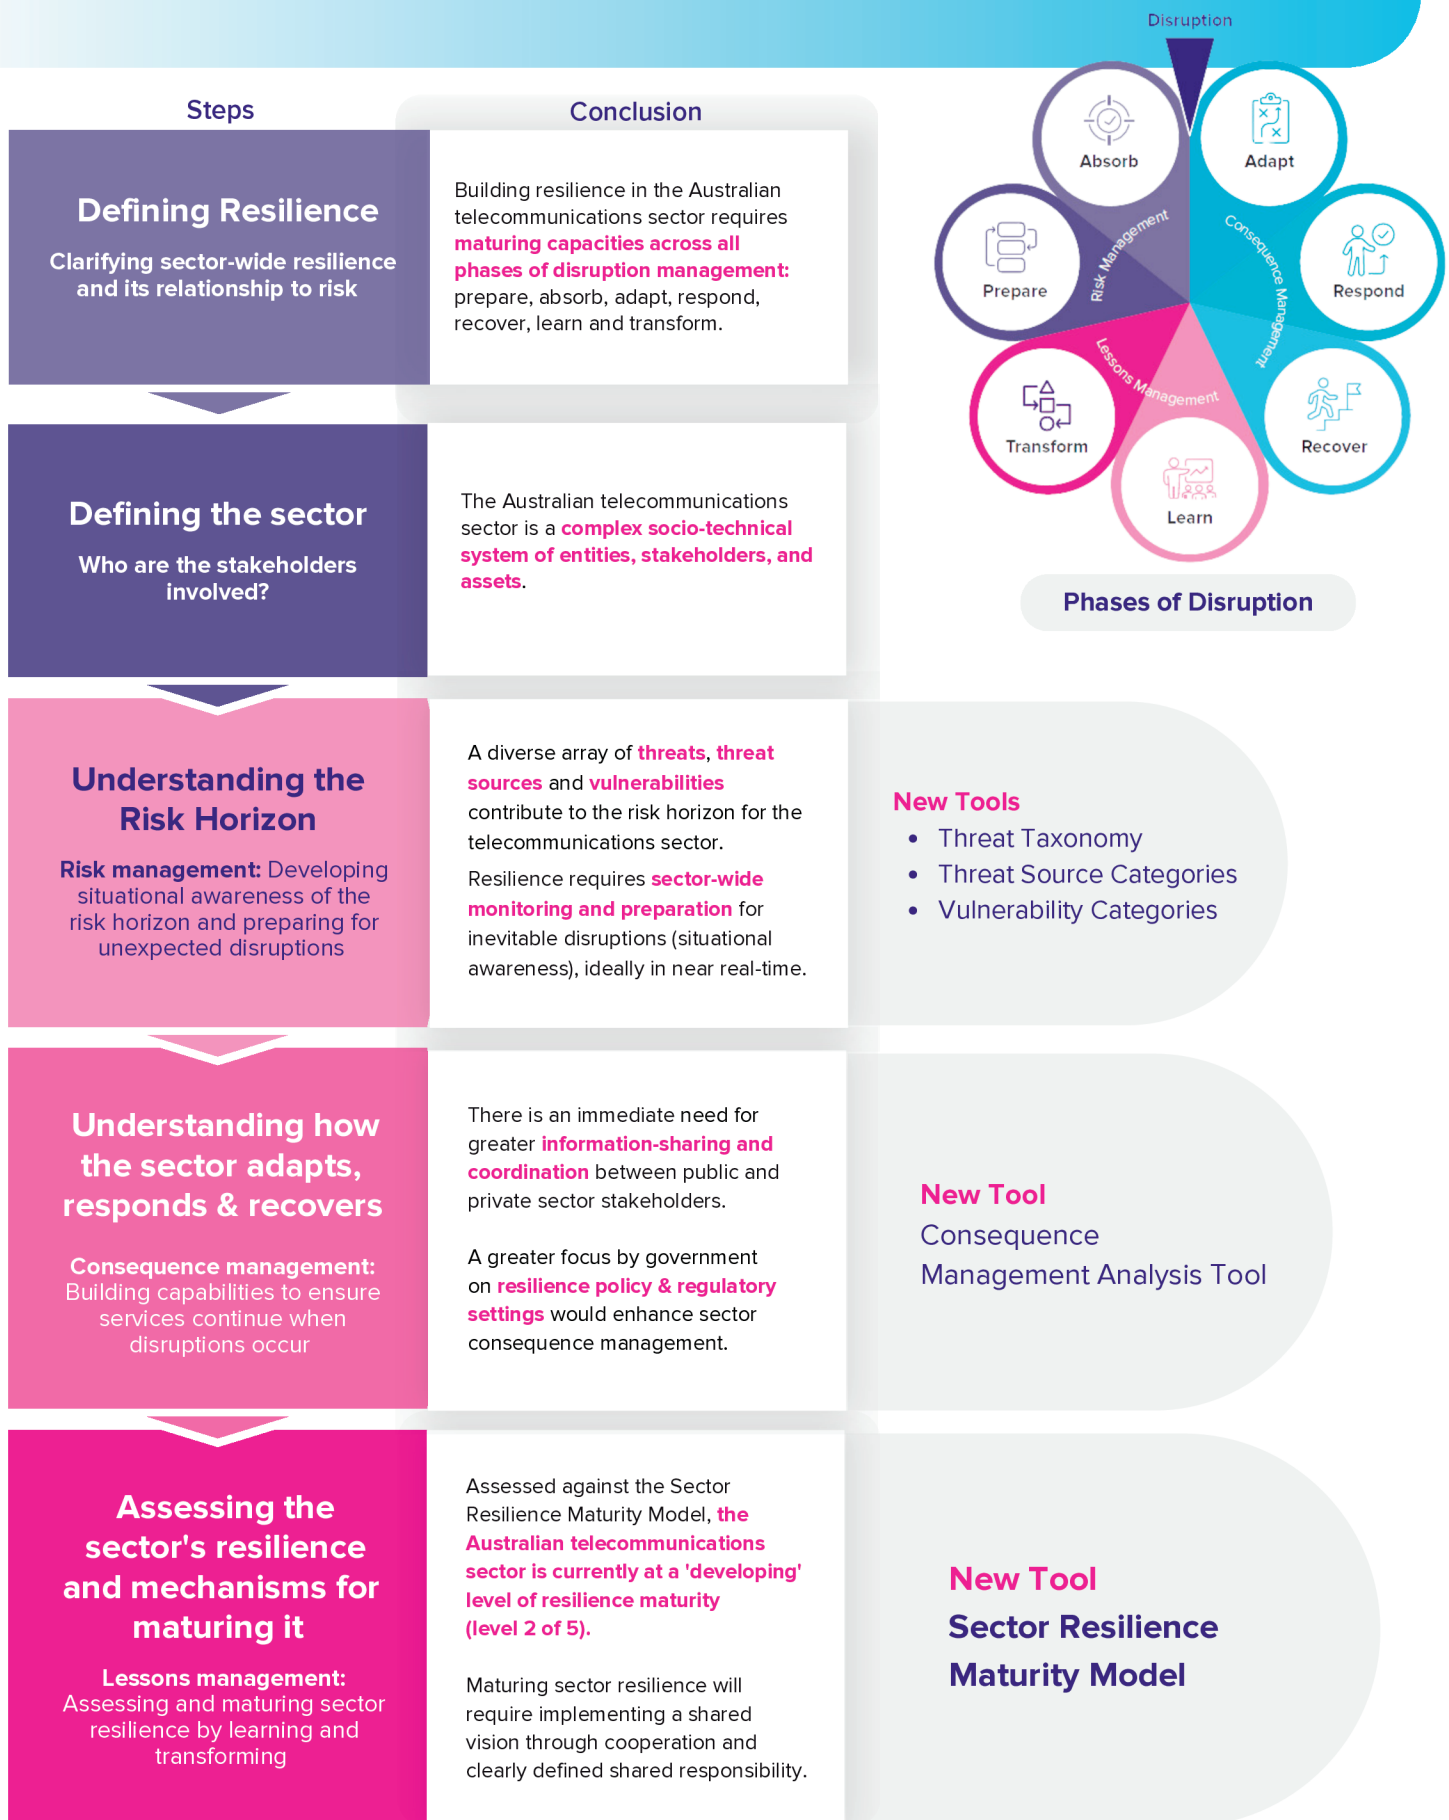 Disruption
Steps
Conclusion
Defining Resilience
Clarifying sector-wide resilience
and its relationship to risk
Building resilience in the Australian
telecommunications sector requires
maturing capacities across all
phases of disruption management:
prepare, absorb, adapt, respond,
recover, learn and transform.
Absorb
Adapt
Prepare
Respond
Transform
Recover
Learn
Risk Management
Consequence Management
Lessons Management
Phases of Disruption
Defining the sector
Who are the stakeholders
involved?
The Australian telecommunications
sector is a complex socio-technical
system of entities, stakeholders, and
assets.
Understanding the
Risk Horizon
Risk management: Developing
situational awareness of the
risk horizon and preparing for
unexpected disruptions
A diverse array of threats, threat
sources and vulnerabilities
contribute to the risk horizon for the
telecommunications sector.
Resilience requires sector-wide
monitoring and preparation for
inevitable disruptions (situational
awareness), ideally in near real-time.
New Tools
• Threat Taxonomy
• Threat Source Categories
• Vulnerability Categories
Understanding how
the sector adapts,
responds & recovers
Consequence management:
Building capabilities to ensure
services continue when
disruptions occur
There is an immediate need for
greater information-sharing and
coordination between public and
private sector stakeholders.
A greater focus by government
on resilience policy & regulatory
settings would enhance sector
consequence management.
New Tool
Consequence
Management Analysis Tool
Assessing the
sector's resilience
and mechanisms for
maturing it
Lessons management:
Assessing and maturing sector
resilience by learning and
transforming
Assessed against the Sector
Resilience Maturity Model, the
Australian telecommunications
sector is currently at a 'developing'
level of resilience maturity
(level 2 of 5).
Maturing sector resilience will
require implementing a shared
vision through cooperation and
clearly defined shared responsibility.
New Tool
Sector Resilience
Maturity Model